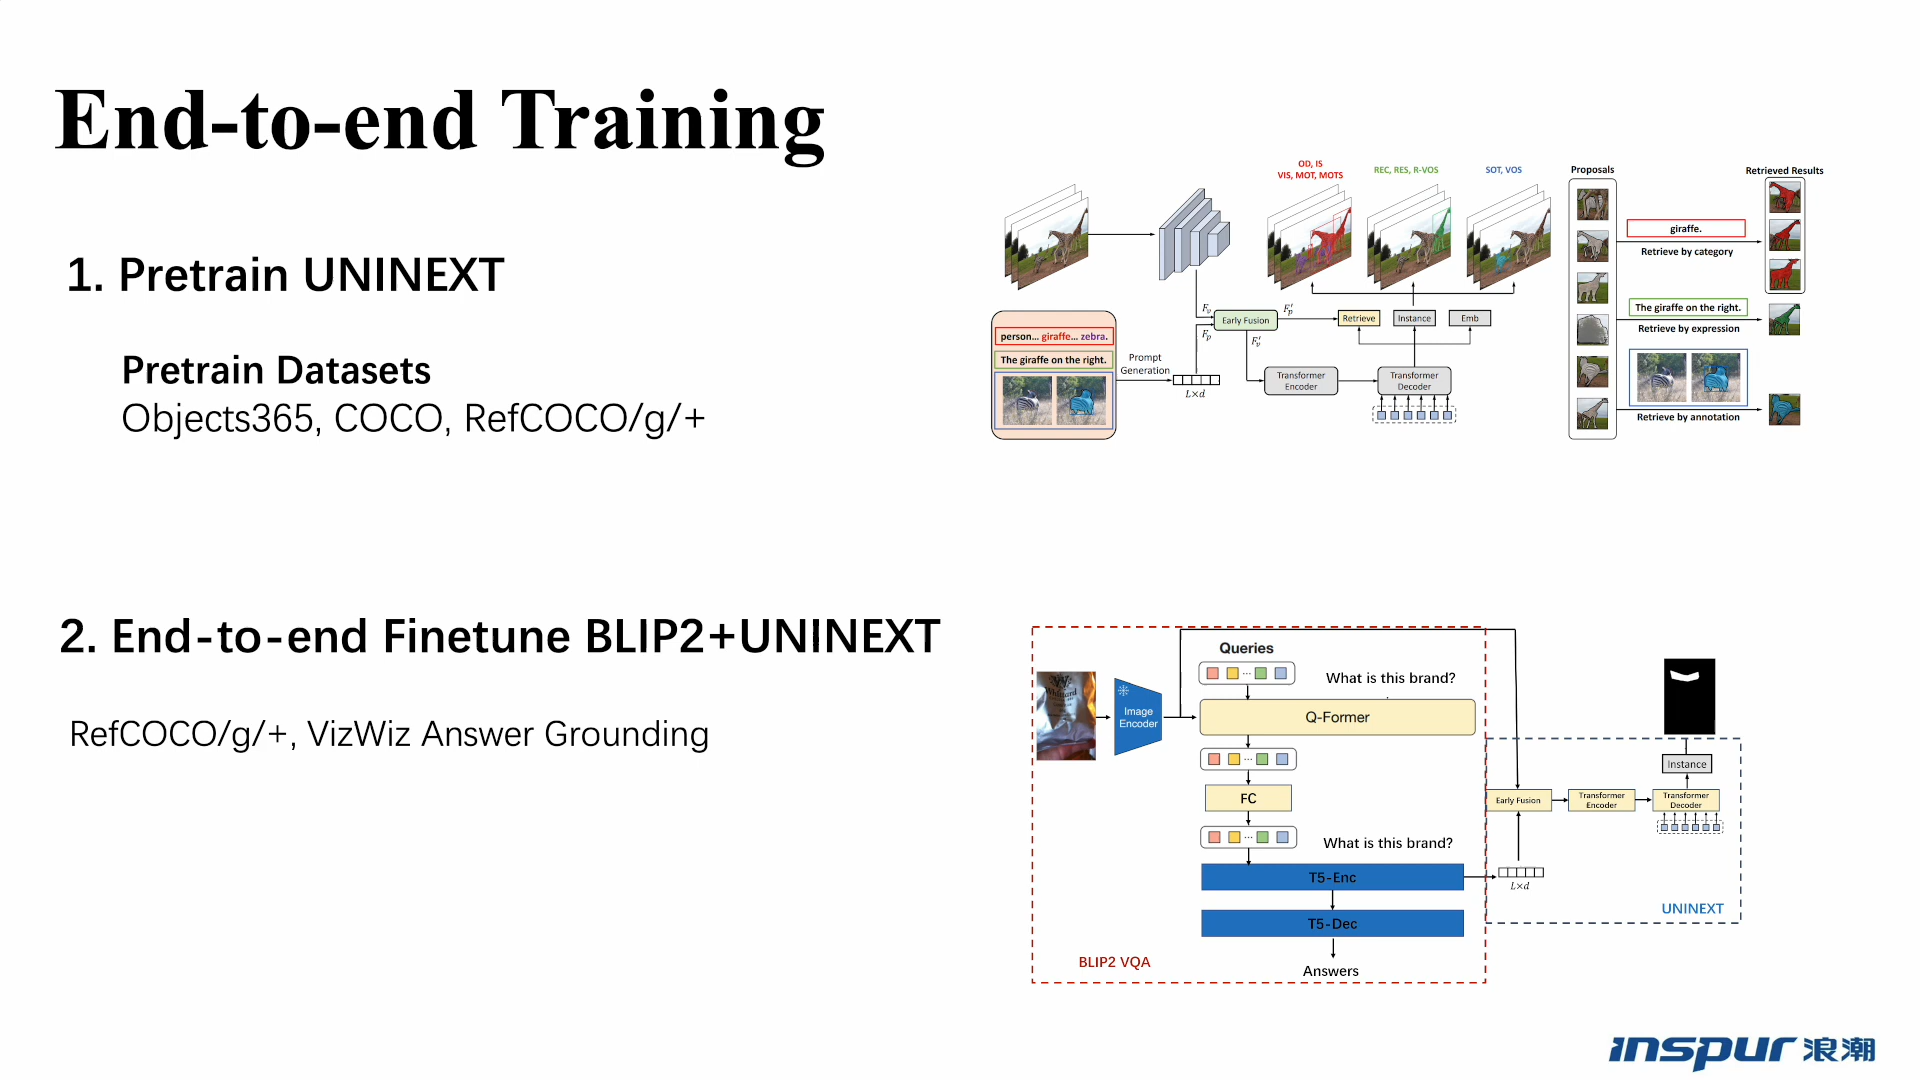 End-to-end Training
1. Pretrain UNINEXT
Pretrain Datasets
Objects365, COCO, RefCOCO/g/+
OD, IS
VIS, MOT, MOTS
REC, RES, R-VOS
SOT, VOS
Proposals
Retrieved Results
giraffe.
Retrieve by category
The giraffe on the right.
Retrieve by expression
Retrieve by annotation
person... giraffe... zebra.
The giraffe on the right.
Prompt
Generation
L×d
Fv
Fp
Early Fusion
F'p
F'v
Retrieve
Instance
Emb
Transformer
Encoder
Transformer
Decoder
2. End-to-end Finetune BLIP2+UNINEXT
RefCOCO/g/+, VizWiz Answer Grounding
Queries
What is this brand?
Whittard
Image
Encoder
Q-Former
FC
What is this brand?
T5-Enc
T5-Dec
Answers
BLIP2 VQA
Instance
Early Fusion
Transformer
Encoder
Transformer
Decoder
L×d
UNINEXT
inspur 浪潮